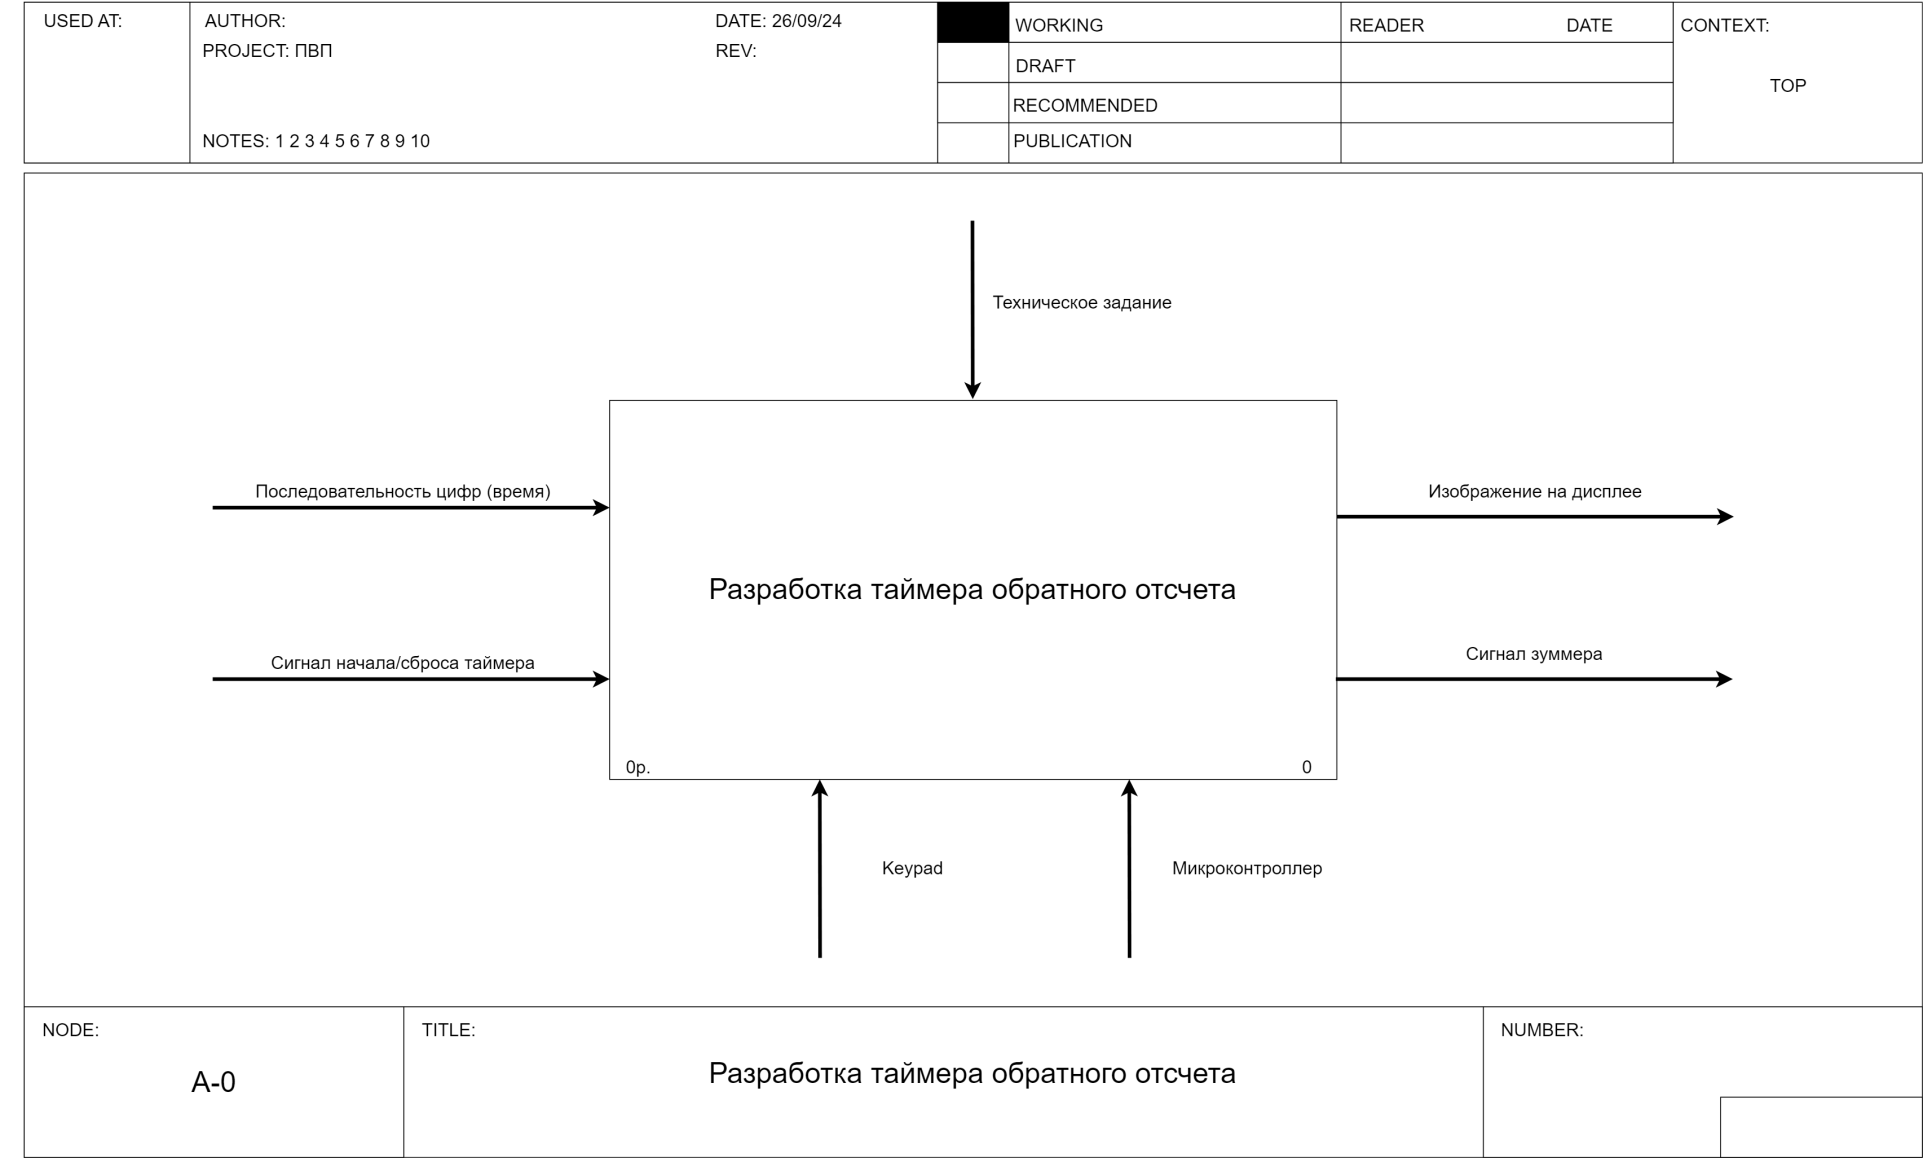 USED AT:
AUTHOR:
DATE: 26/09/24
PROJECT: ПВП
REV:
NOTES: 1 2 3 4 5 6 7 8 9 10
WORKING
DRAFT
RECOMMENDED
PUBLICATION
READER DATE
CONTEXT:
TOP
Техническое задание
Последовательность цифр (время)
Изображение на дисплее
Разработка таймера обратного отсчета
Сигнал начала/сброса таймера
Сигнал зуммера
0р.
0
Keypad
Микроконтроллер
NODE:
A-0
TITLE:
Разработка таймера обратного отсчета
NUMBER: